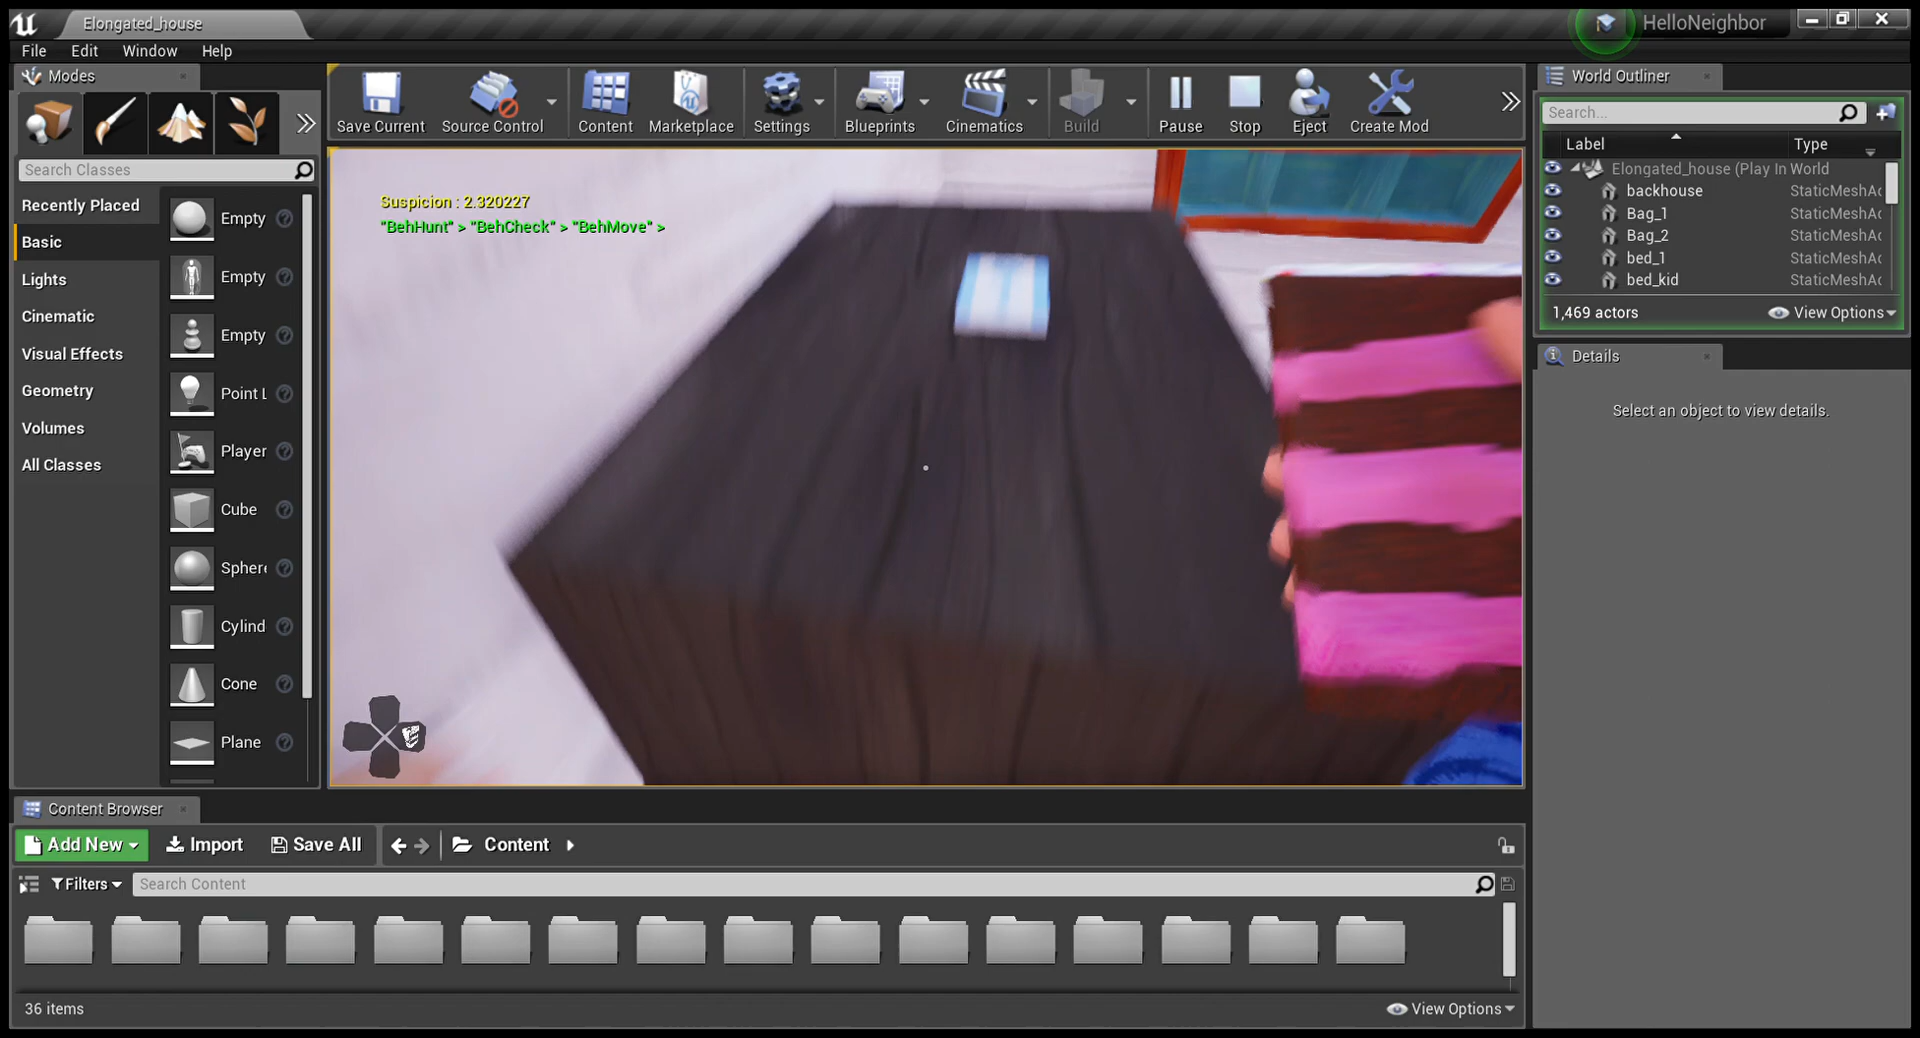 Elongated_house
HelloNeighbor
File Edit Window Help
Modes
Search Classes
Recently Placed
Basic
Lights
Cinematic
Visual Effects
Geometry
Volumes
All Classes
Empty
Empty
Empty
Point L
Player
Cube
Sphere
Cylind
Cone
Plane
Save Current
Source Control
Content
Marketplace
Settings
Blueprints
Cinematics
Build
Pause
Stop
Eject
Create Mod
Suspicion : 2.320227
"BehHunt" > "BehCheck" > "BehMove" >
World Outliner
Search...
Label Type
Elongated_house (Play In World
backhouse StaticMeshAc
Bag_1 StaticMeshAc
Bag_2 StaticMeshAc
bed_1 StaticMeshAc
bed_kid StaticMeshAc
1,469 actors View Options
Details
Select an object to view details.
Content Browser
Add New Import Save All Content
Filters Search Content
36 items View Options